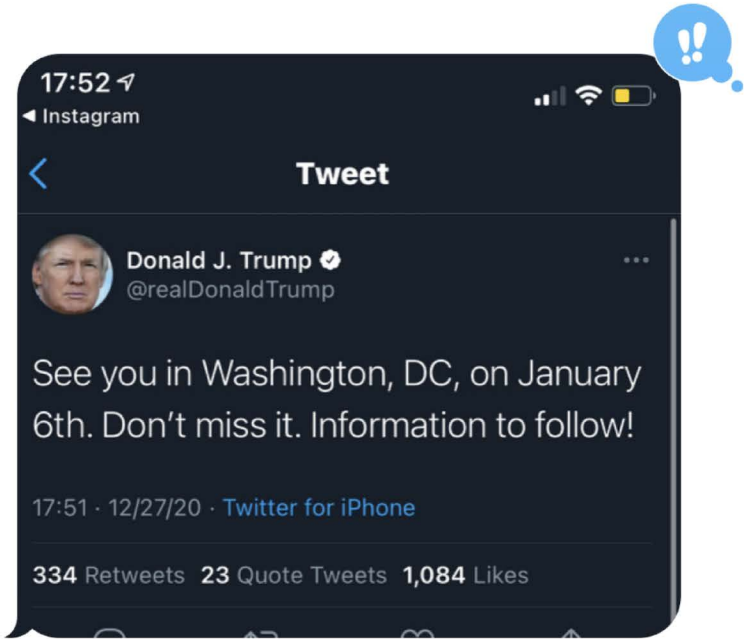 17:52
◀ Instagram
Tweet
Donald J. Trump
@realDonaldTrump
See you in Washington, DC, on January
6th. Don’t miss it. Information to follow!
17:51 · 12/27/20 · Twitter for iPhone
334 Retweets 23 Quote Tweets 1,084 Likes